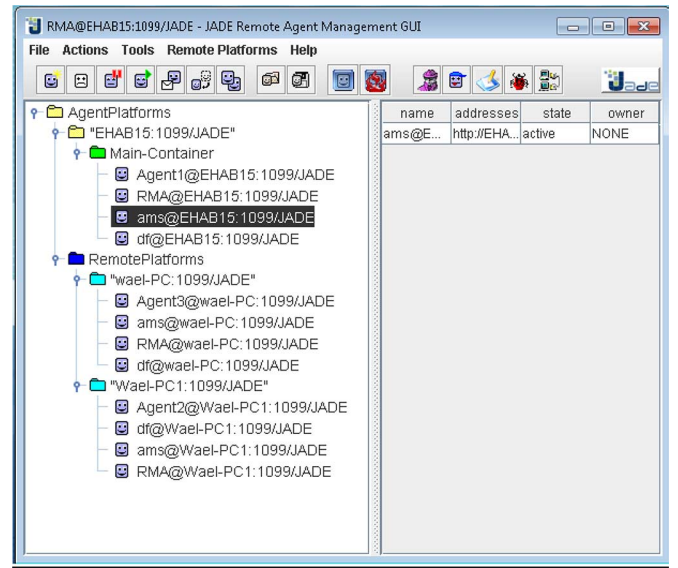 RMA@EHAB15:1099/JADE - JADE Remote Agent Management GUI
File Actions Tools Remote Platforms Help
Jade
AgentPlatforms
"EHAB15:1099/JADE"
Main-Container
Agent1@EHAB15:1099/JADE
RMA@EHAB15:1099/JADE
ams@EHAB15:1099/JADE
df@EHAB15:1099/JADE
RemotePlatforms
"wael-PC:1099/JADE"
Agent3@wael-PC:1099/JADE
ams@wael-PC:1099/JADE
RMA@wael-PC:1099/JADE
df@wael-PC:1099/JADE
"Wael-PC1:1099/JADE"
Agent2@Wael-PC1:1099/JADE
df@Wael-PC1:1099/JADE
ams@Wael-PC1:1099/JADE
RMA@Wael-PC1:1099/JADE
name addresses state owner
ams@E... http://EHA... active NONE